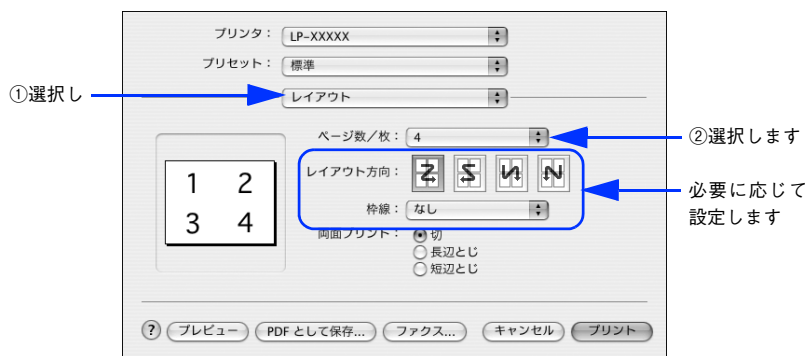 プリンタ： LP-XXXXX
プリセット： 標準
①選択し
レイアウト
ページ数／枚： 4
②選択します
レイアウト方向：
必要に応じて
設定します
枠線： なし
両面プリント： 切
長辺とじ
短辺とじ
1 2
3 4
? プレビュー PDF として保存... ファクス... キャンセル プリント